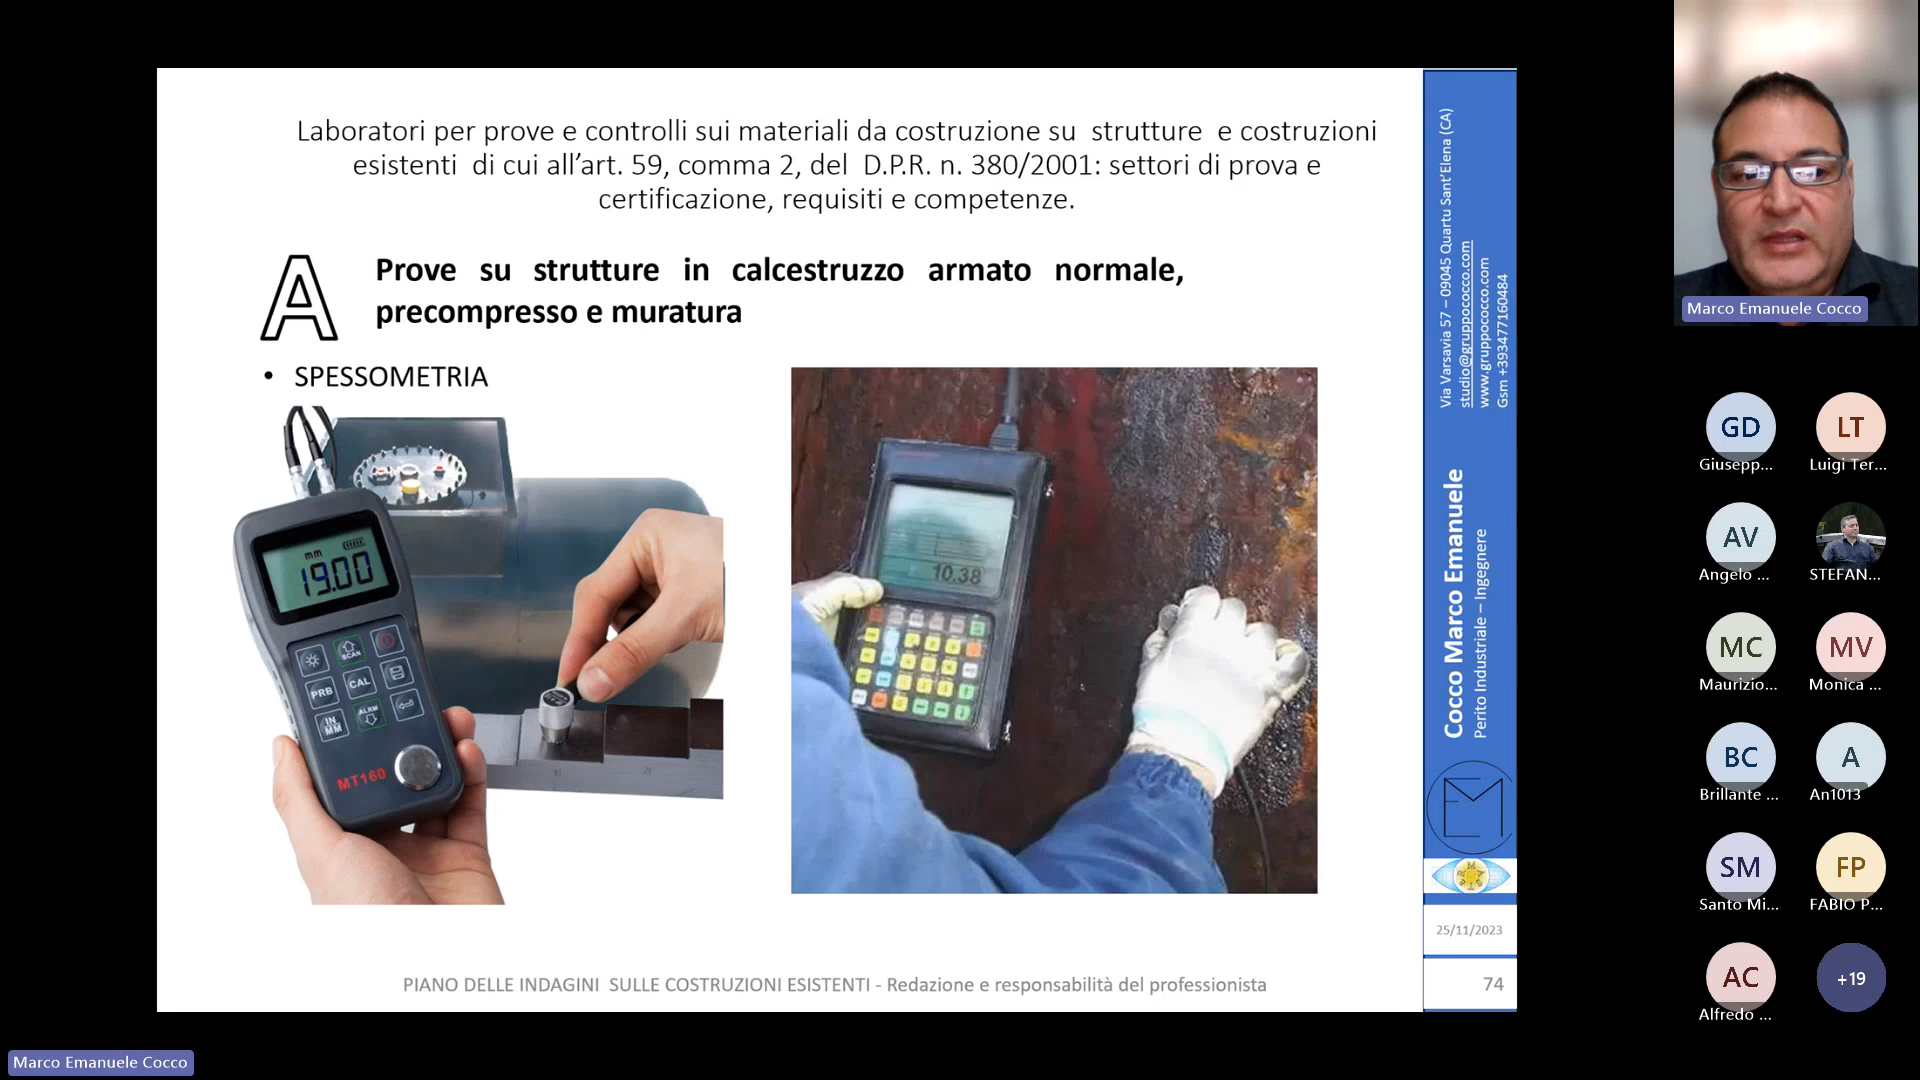 Laboratori per prove e controlli sui materiali da costruzione su strutture e costruzioni
esistenti di cui all’art. 59, comma 2, del D.P.R. n. 380/2001: settori di prova e
certificazione, requisiti e competenze.
A
Prove su strutture in calcestruzzo armato normale,
precompresso e muratura
• SPESSOMETRIA
mm
19.00
SCAN
PRB
CAL
ALRM
IN
MM
MT160
10.38
Via Varsavia 57 – 09045 Quartu Sant’Elena (CA)
studio@gruppococco.com
www.gruppococco.com
Gsm +393477160484
Cocco Marco Emanuele
Perito Industriale – Ingegnere
25/11/2023
PIANO DELLE INDAGINI SULLE COSTRUZIONI ESISTENTI - Redazione e responsabilità del professionista
74
Marco Emanuele Cocco
GD
Giusepp...
LT
Luigi Ter...
AV
Angelo ...
STEFAN...
MC
Maurizio...
MV
Monica ...
BC
Brillante ...
A
An1013
SM
Santo Mi...
FP
FABIO P...
AC
Alfredo ...
+19
Marco Emanuele Cocco